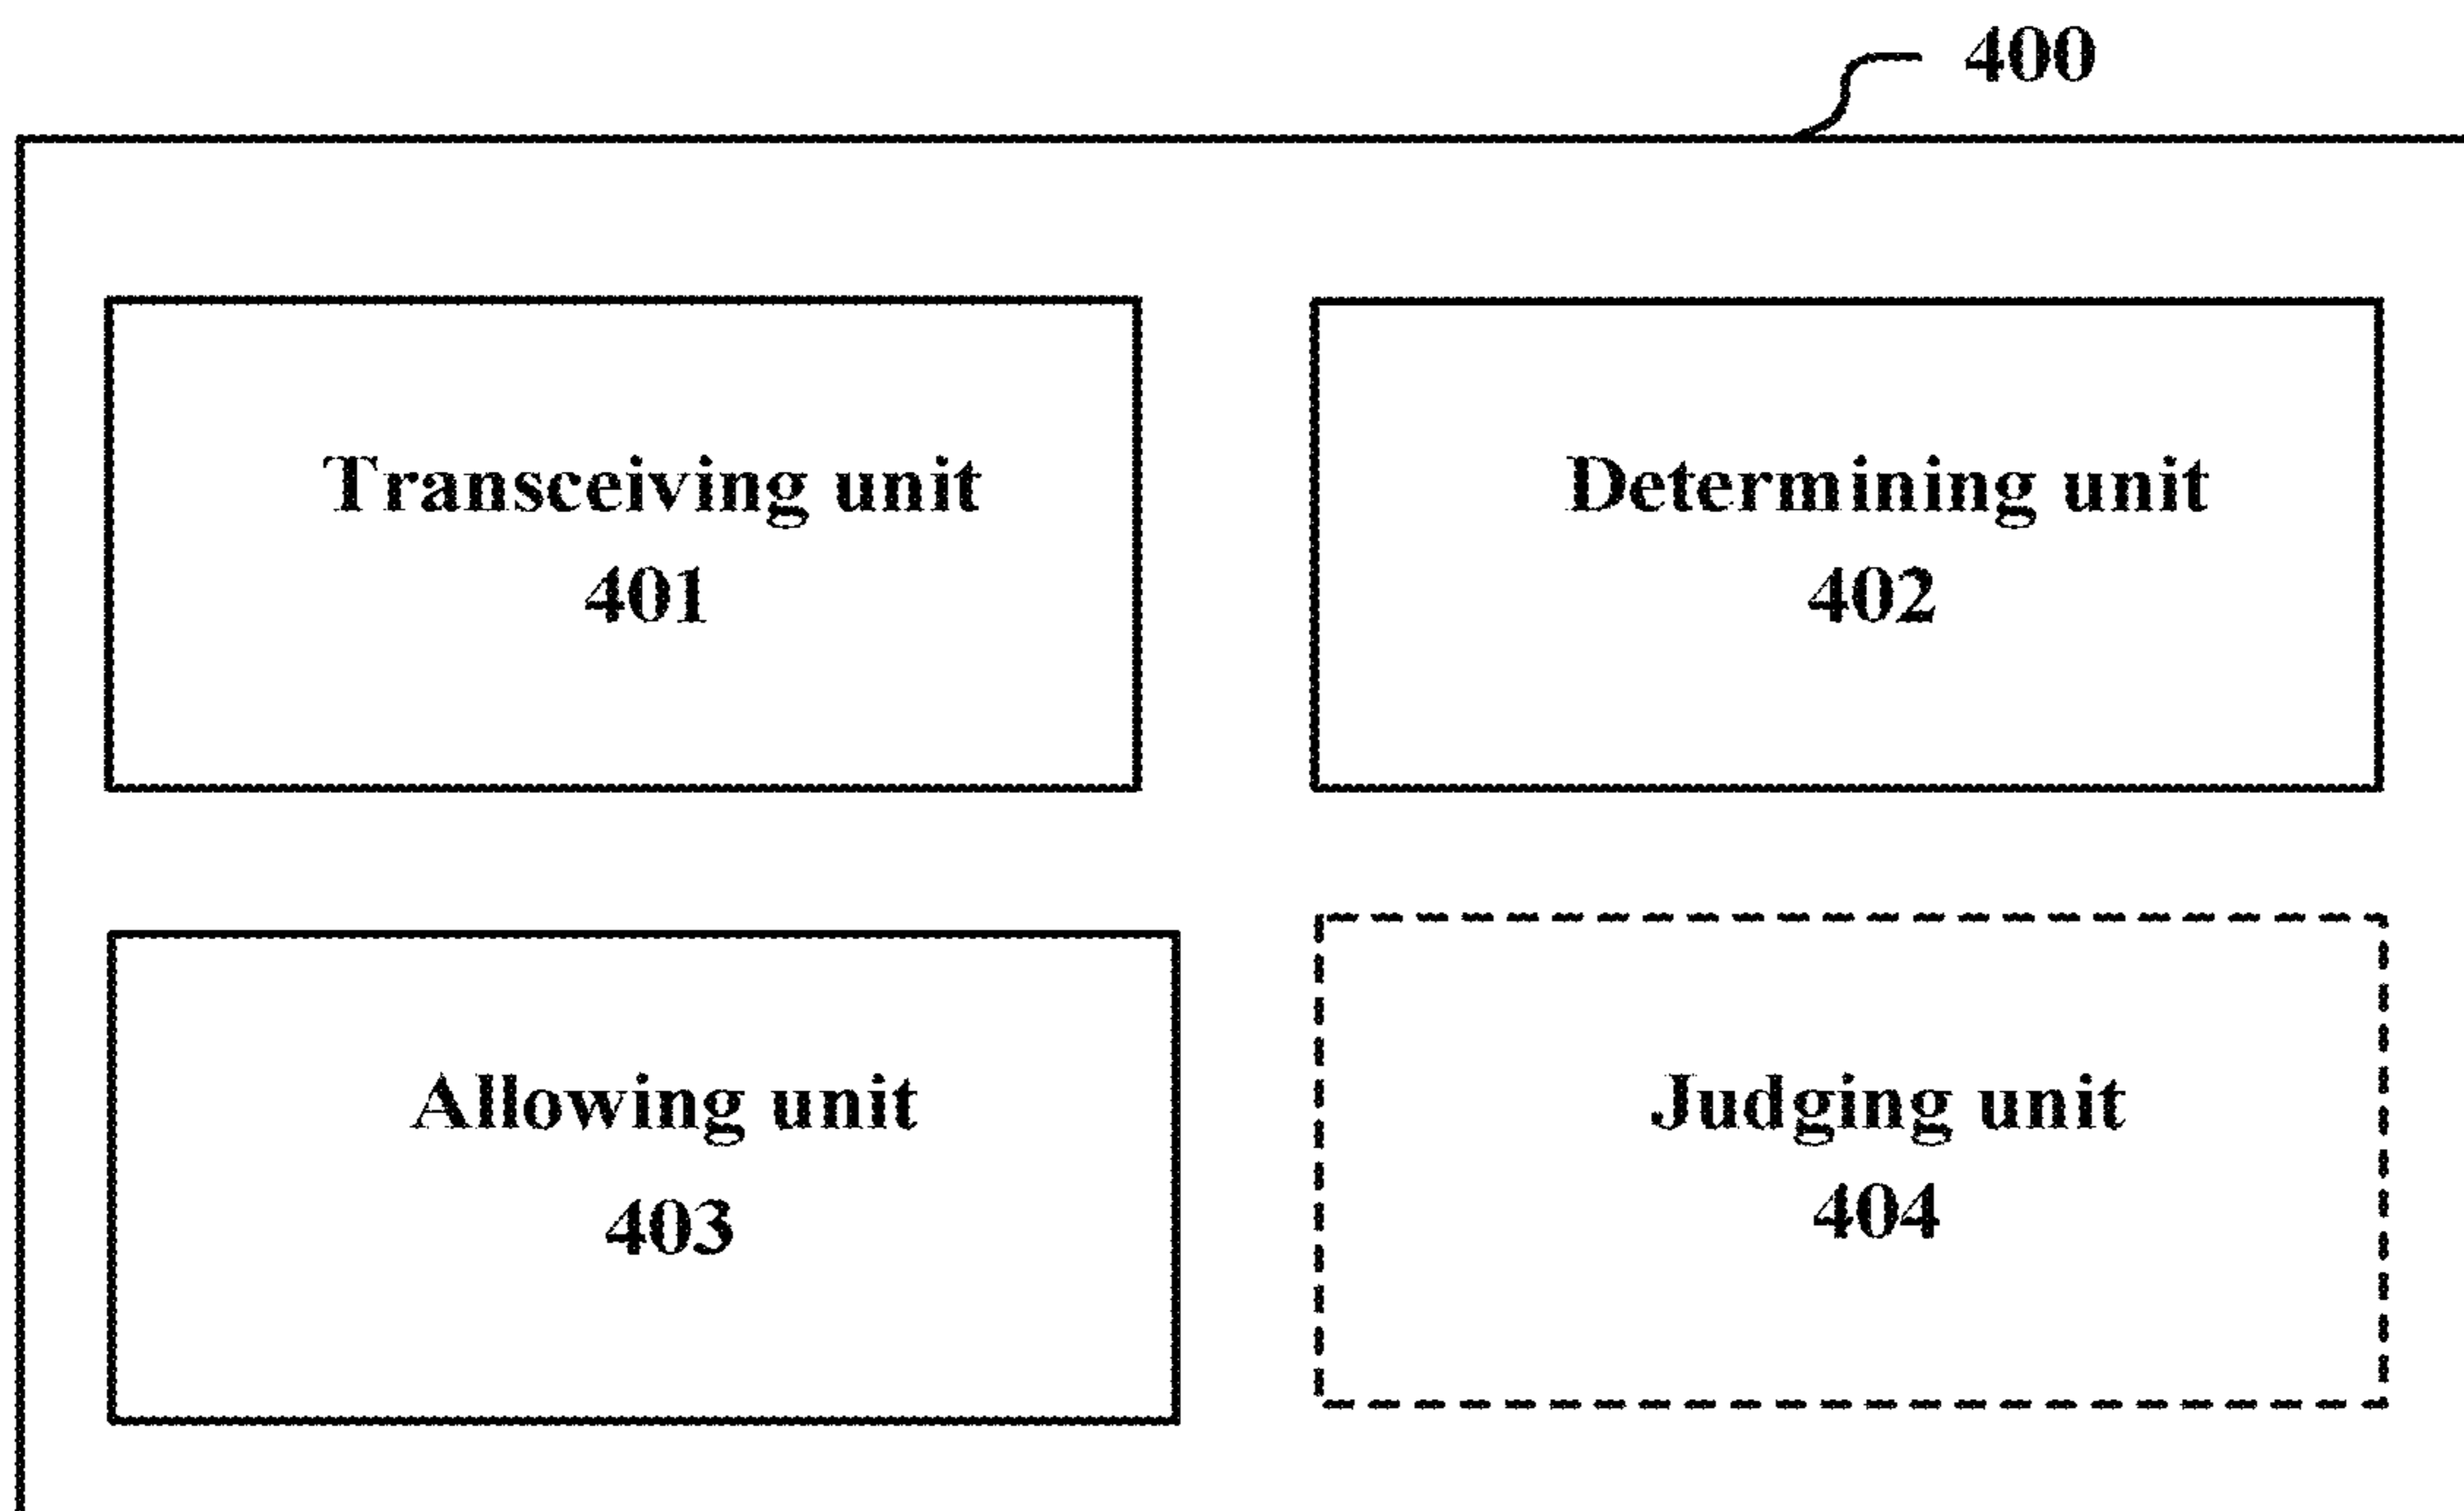 400
Transceiving unit
401
Determining unit
402
Allowing unit
403
Judging unit
404